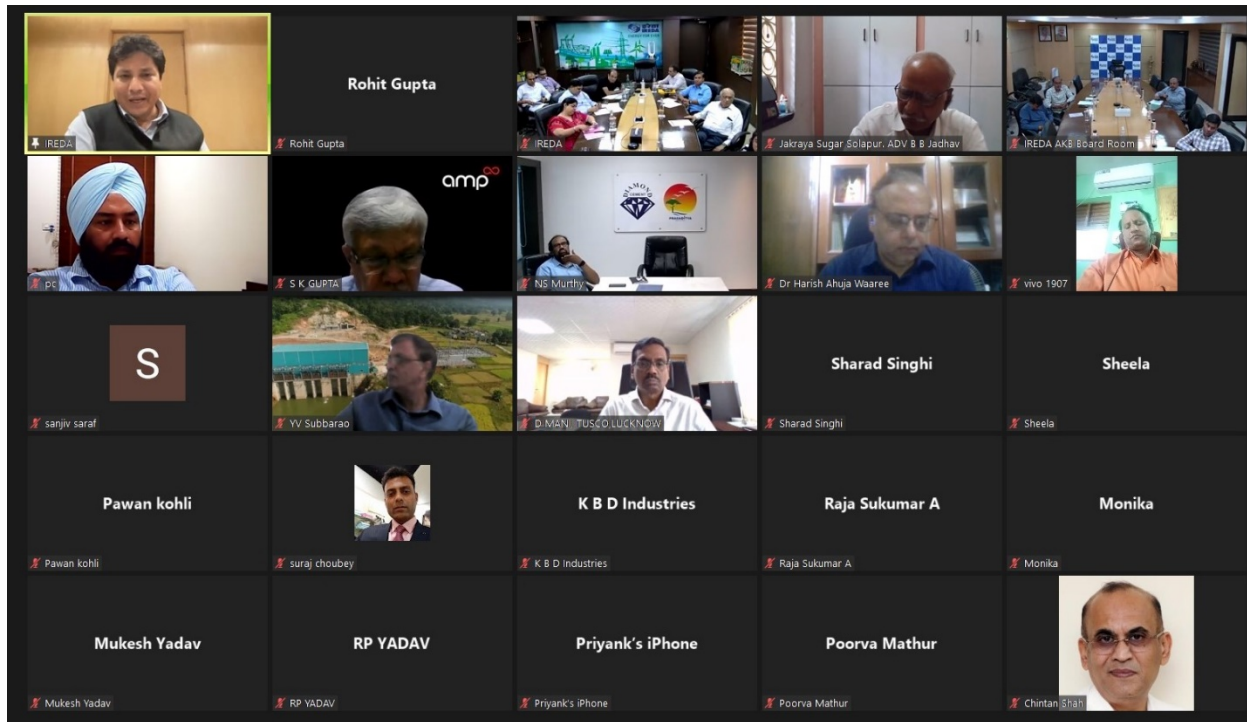 IREDA
Rohit Gupta
Rohit Gupta
IREDA
IREDA
Jakraya Sugar Solapur. ADV B B Jadhav
IREDA AKB Board Room
pc
amp
S K GUPTA
DIAMOND
NS Murthy
Dr Harish Ahuja Waaree
vivo 1907
S
sanjiv saraf
YV Subbarao
D MANI TUSCO LUCKNOW
Sharad Singhi
Sharad Singhi
Sheela
Sheela
Pawan kohli
Pawan kohli
suraj choubey
K B D Industries
K B D Industries
Raja Sukumar A
Raja Sukumar A
Monika
Monika
Mukesh Yadav
Mukesh Yadav
RP YADAV
RP YADAV
Priyank's iPhone
Priyank's iPhone
Poorva Mathur
Poorva Mathur
Chintan Shah